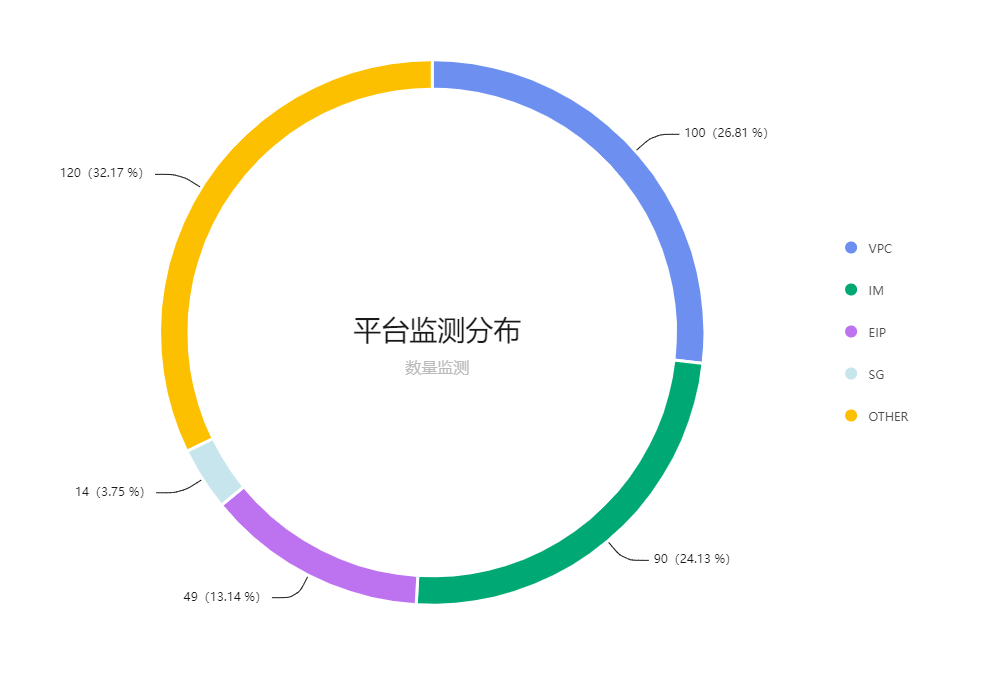 100（26.81 %）
120（32.17 %）
VPC
IM
平台监测分布
EIP
数量监测
SG
OTHER
14（3.75 %）
90（24.13 %）
49（13.14 %）